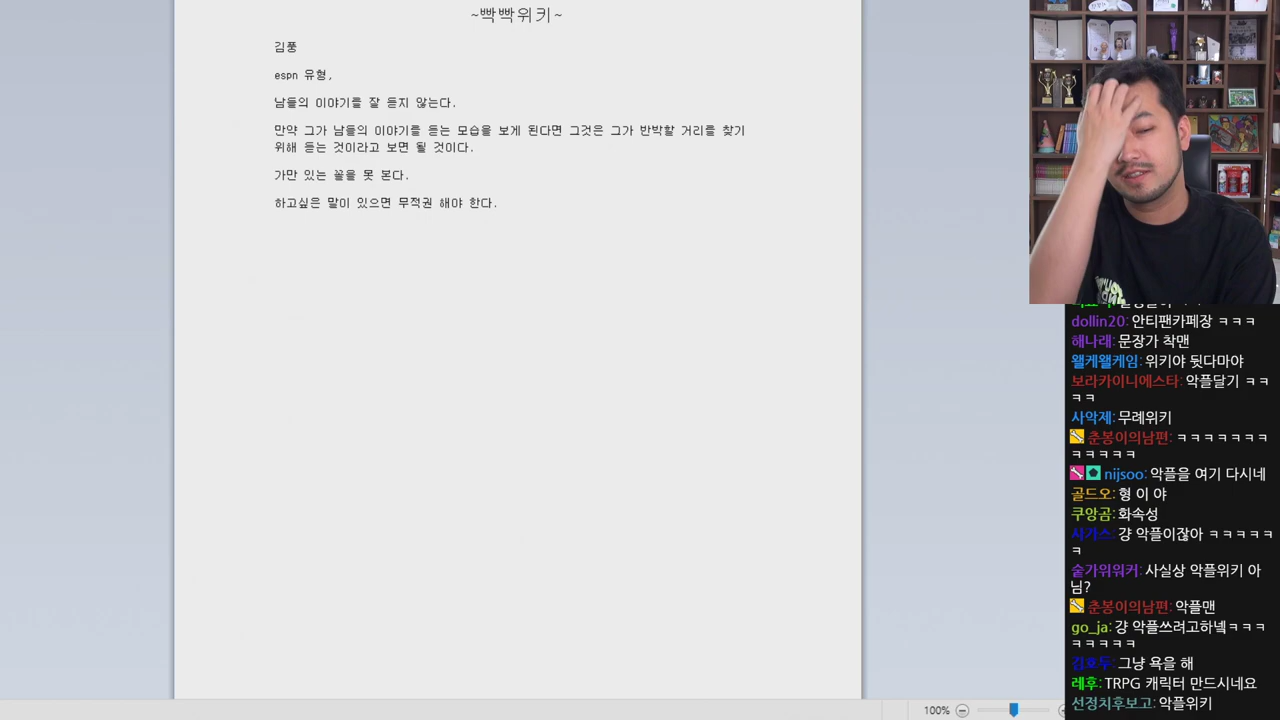 ~빡빡위키~
김풍
espn 유형,
남들의 이야기를 잘 듣지 않는다.
만약 그가 남들의 이야기를 듣는 모습을 보게 된다면 그것은 그가 반박할 거리를 찾기
위해 듣는 것이라고 보면 될 것이다.
가만 있는 꼴을 못 본다.
하고싶은 말이 있으면 무적권 해야 한다.
dollin20: 안티팬카페장 ㅋㅋㅋ
해나래: 문장가 착맨
왤케왤케임: 위키야 뒷다마야
보라카이니에스타: 악플달기 ㅋㅋ
ㅋㅋ
사악제: 무례위키
춘봉이의남편: ㅋㅋㅋㅋㅋㅋㅋ
ㅋㅋㅋㅋㅋ
nijsoo: 악플을 여기 다시네
골드오: 형 이 야
쿠앙곰: 화속성
사가스: 걍 악플이잖아 ㅋㅋㅋㅋㅋ
ㅋ
숱가위워커: 사실상 악플위키 아
님?
춘봉이의남편: 악플맨
go_ja: 걍 악플쓰려고하넼ㅋㅋㅋ
ㅋㅋㅋㅋㅋㅋ
김호두: 그냥 욕을 해
레후: TRPG 캐릭터 만드시네요
선정치후보고: 악플위키
100%